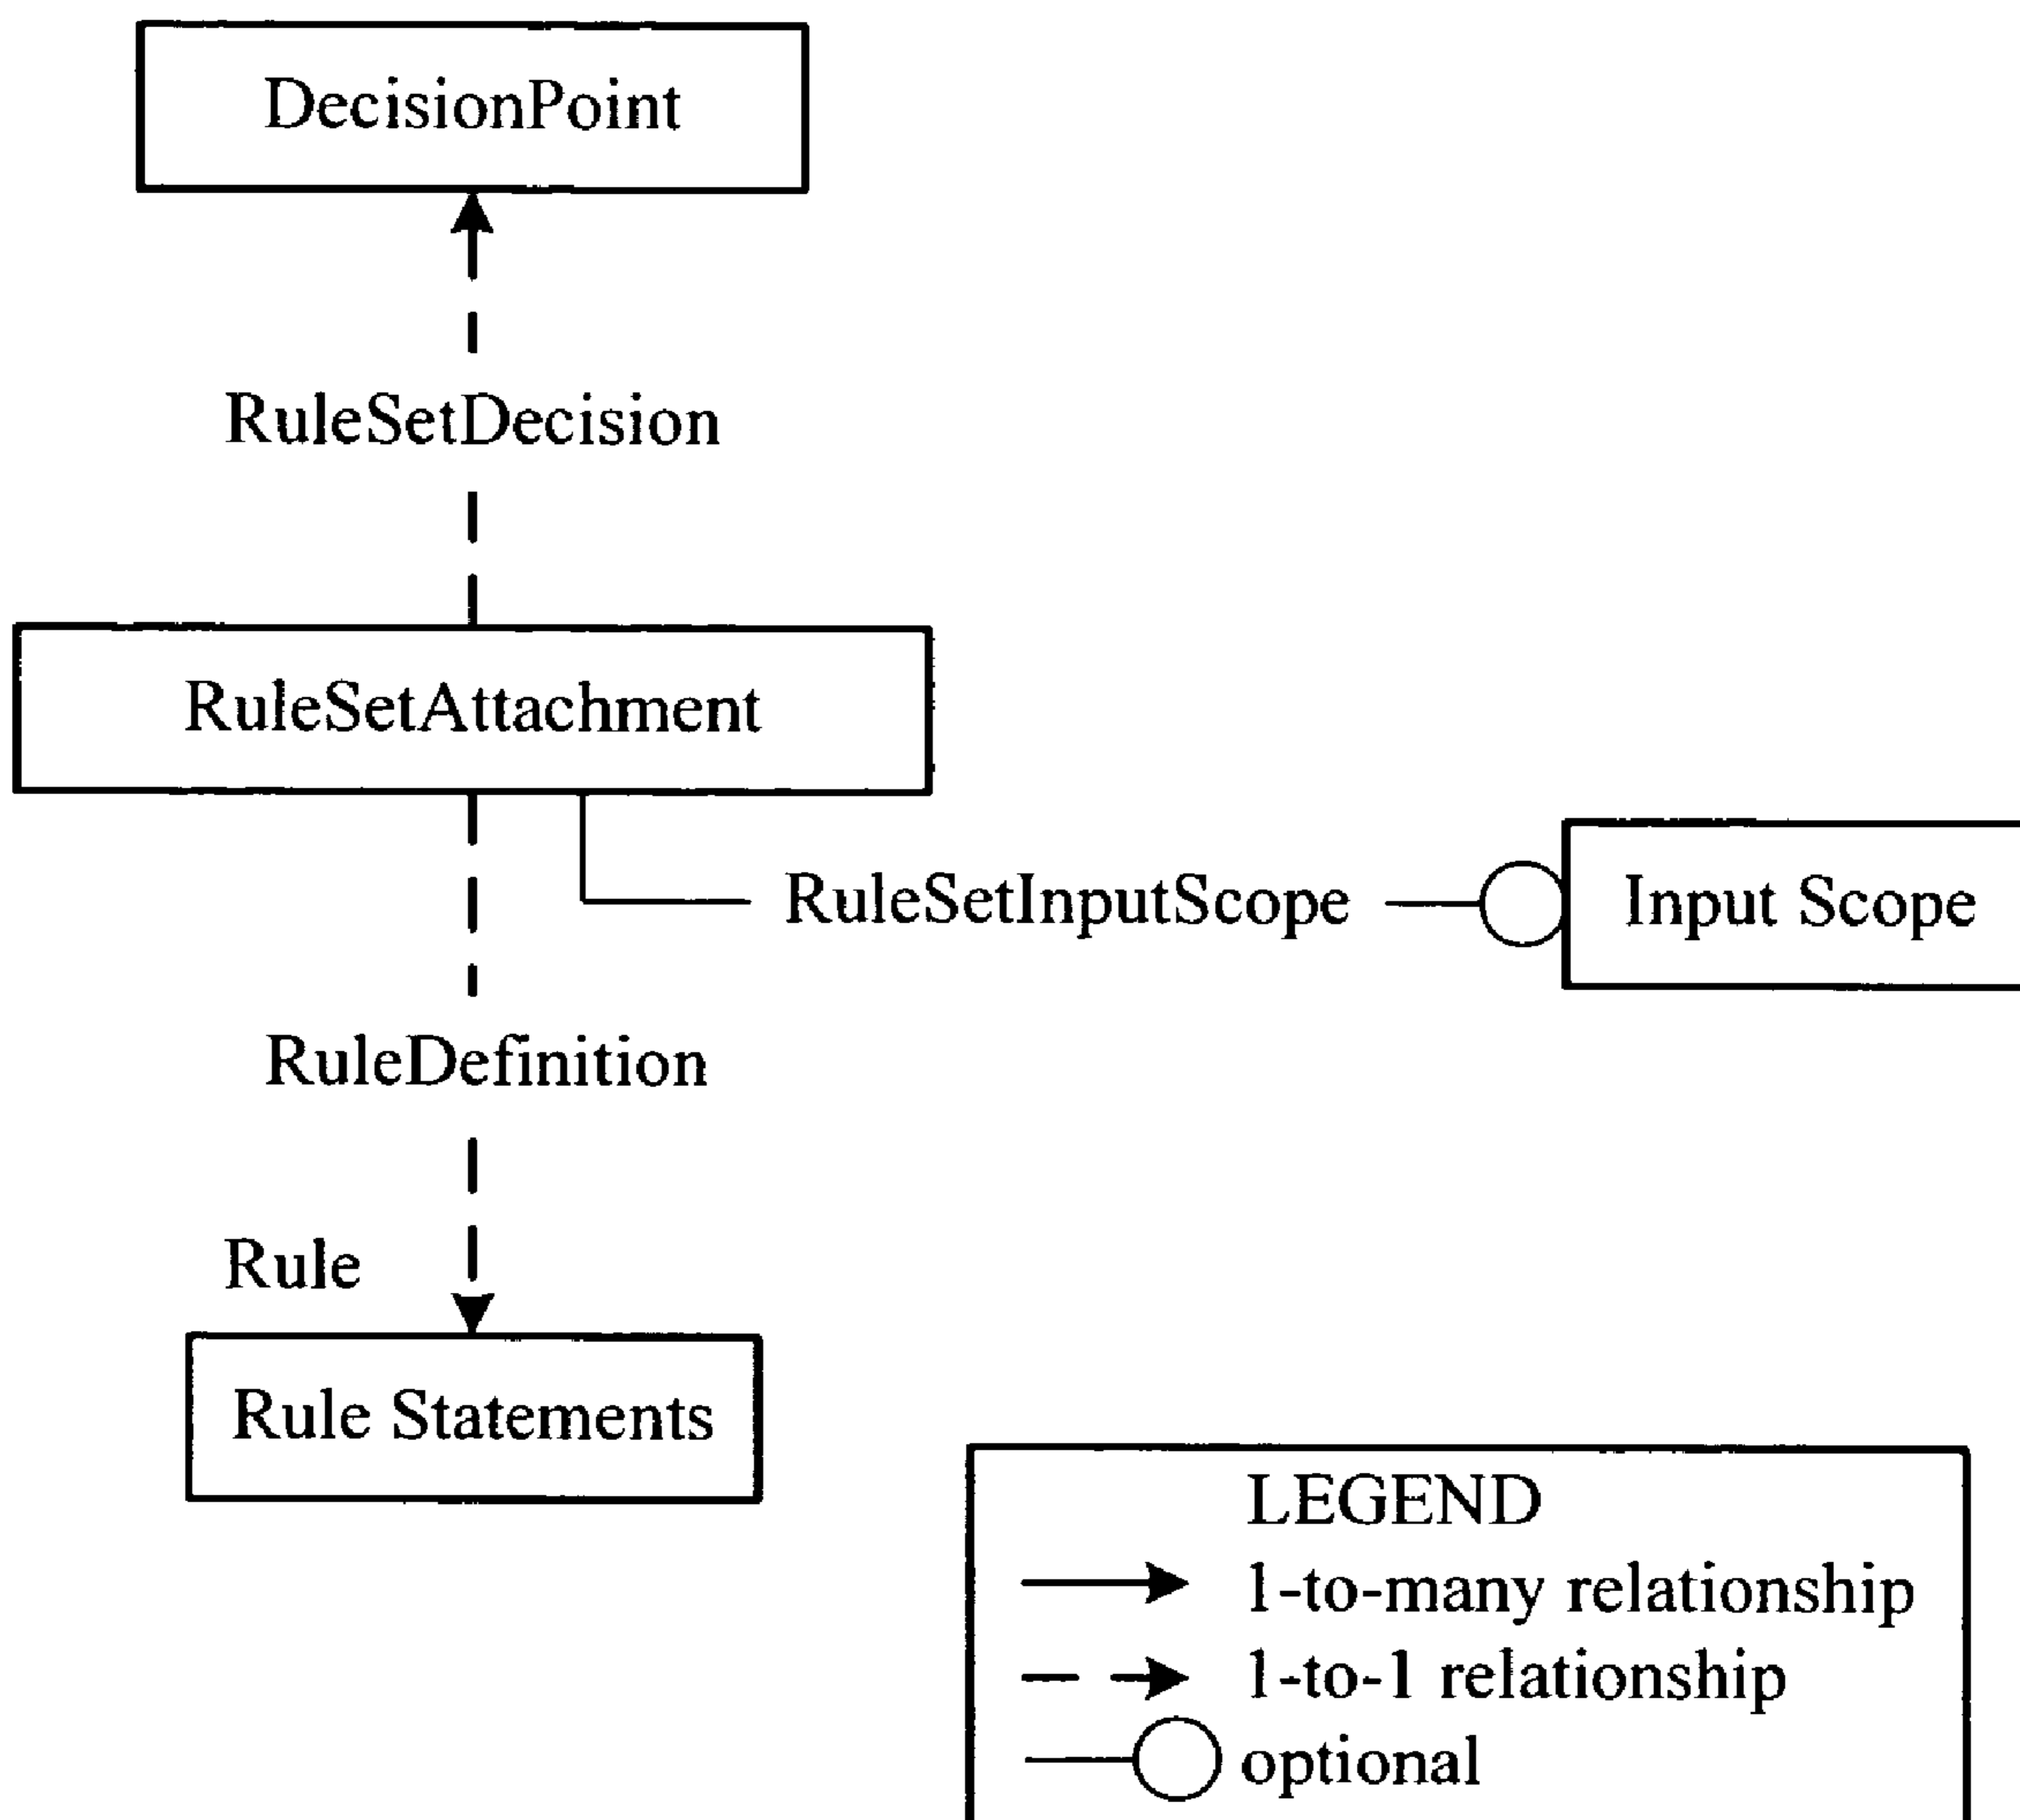 DecisionPoint
RuleSetDecision
RuleSetAttachment
RuleSetInputScope
Input Scope
RuleDefinition
Rule
Rule Statements
LEGEND
1-to-many relationship
1-to-1 relationship
optional